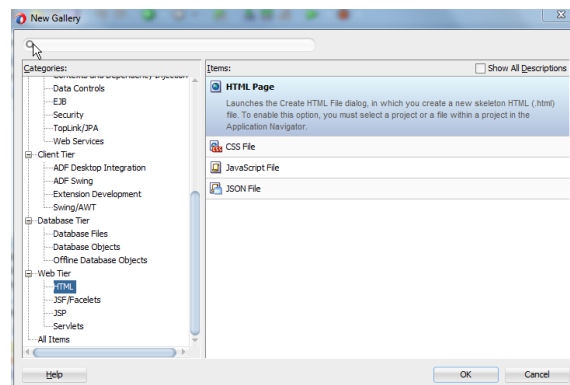 New Gallery
Categories:
Data Controls
EJB
Security
TopLink/JPA
Web Services
Client Tier
ADF Desktop Integration
ADF Swing
Extension Development
Swing/AWT
Database Tier
Database Files
Database Objects
Offline Database Objects
Web Tier
HTML
JSF/Facelets
JSP
Servlets
All Items
Items:
Show All Descriptions
HTML Page
Launches the Create HTML File dialog, in which you create a new skeleton HTML (.html)
file. To enable this option, you must select a project or a file within a project in the
Application Navigator.
CSS File
JavaScript File
JSON File
Help
OK
Cancel